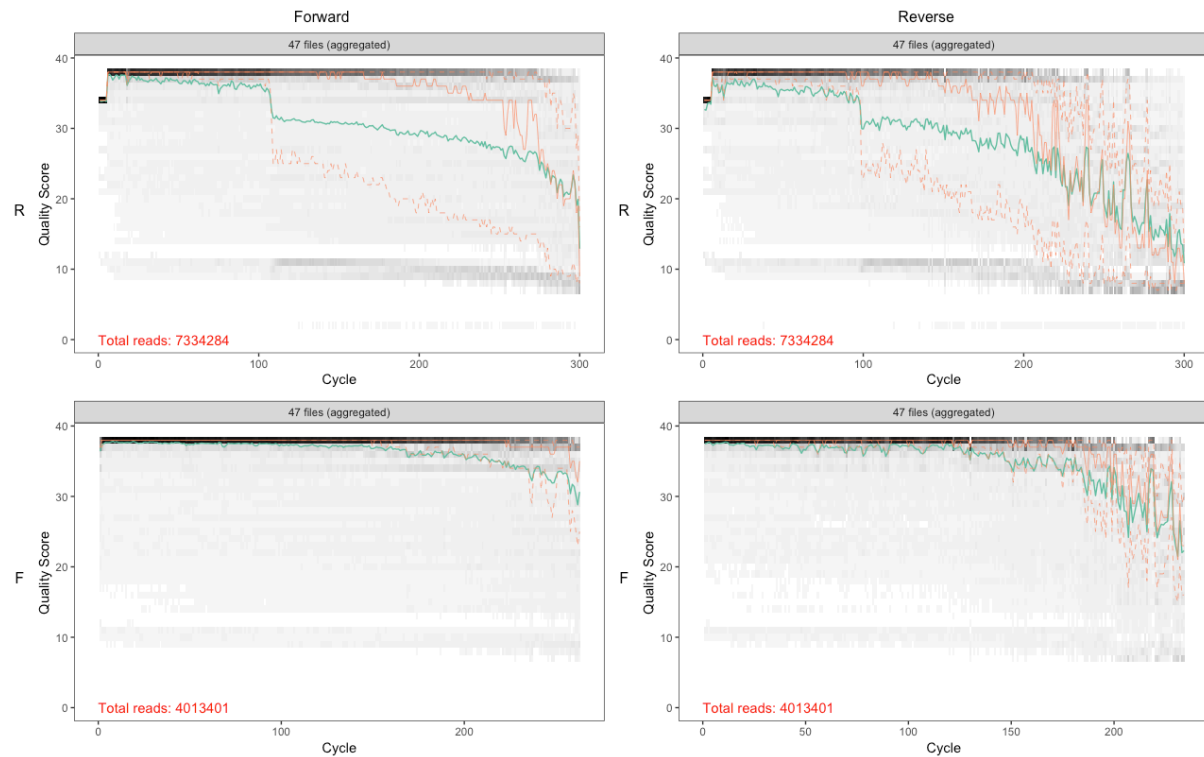 Forward
Reverse
47 files (aggregated)
47 files (aggregated)
R
Quality Score
40
30
20
10
0
Total reads: 7334284
0
100
200
300
Cycle
R
Quality Score
40
30
20
10
0
Total reads: 7334284
0
100
200
300
Cycle
47 files (aggregated)
47 files (aggregated)
F
Quality Score
40
30
20
10
0
Total reads: 4013401
0
100
200
Cycle
F
Quality Score
40
30
20
10
0
Total reads: 4013401
0
50
100
150
200
Cycle